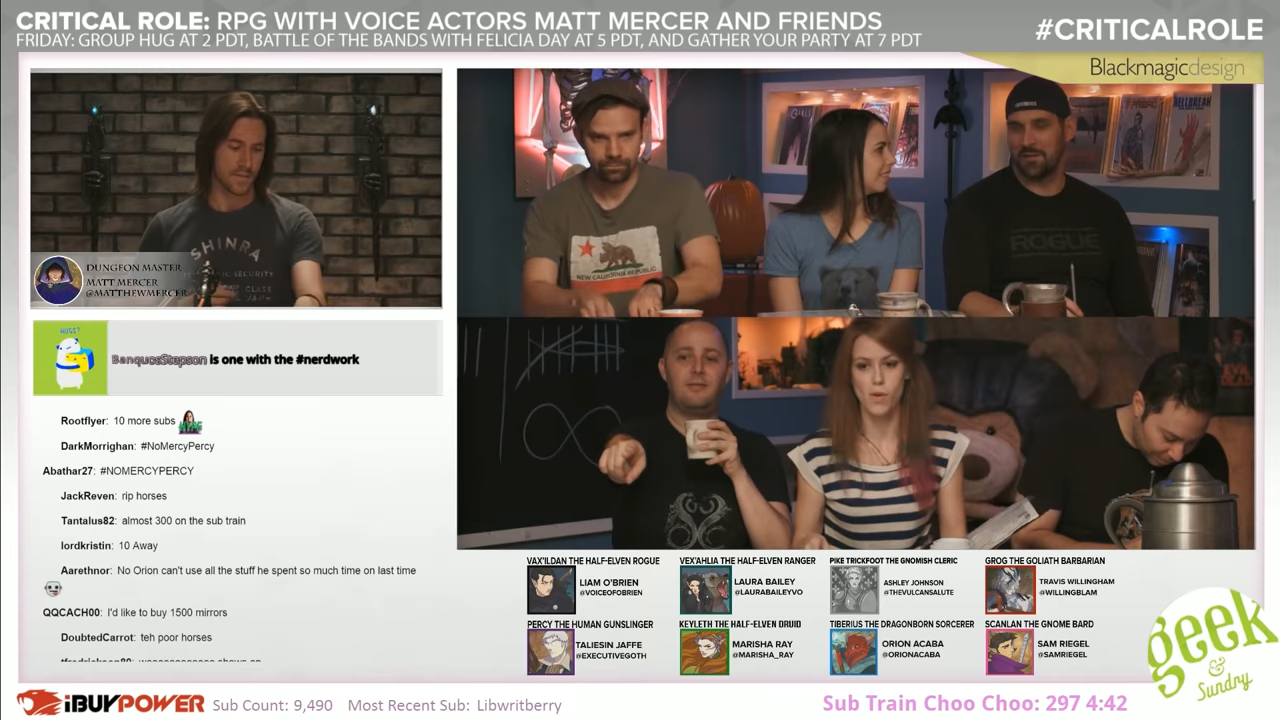 CRITICAL ROLE: RPG WITH VOICE ACTORS MATT MERCER AND FRIENDS
FRIDAY: GROUP HUG AT 2 PDT, BATTLE OF THE BANDS WITH FELICIA DAY AT 5 PDT, AND GATHER YOUR PARTY AT 7 PDT
#CRITICALROLE
Blackmagicdesign
SHINRA
DUNGEON MASTER
MATT MERCER
@MATTHEWMERCER
NEW CALIFORNIA REPUBLIC
ROGUE
HELLBREAK
HUGS?
BanquosStepson is one with the #nerdwork
Rootflyer: 10 more subs
DarkMorrighan: #NoMercyPercy
Abathar27: #NOMERCYPERCY
JackReven: rip horses
Tantalus82: almost 300 on the sub train
lordkristin: 10 Away
Aarethnor: No Orion can't use all the stuff he spent so much time on last time
QQCACH00: I'd like to buy 1500 mirrors
DoubtedCarrot: teh poor horses
VAX'ILDAN THE HALF-ELVEN ROGUE
LIAM O'BRIEN
@VOICEOFOBRIEN
VEX'AHLIA THE HALF-ELVEN RANGER
LAURA BAILEY
@LAURABAILEYVO
PIKE TRICKFOOT THE GNOMISH CLERIC
ASHLEY JOHNSON
@THEVULCANSALUTE
GROG THE GOLIATH BARBARIAN
TRAVIS WILLINGHAM
@WILLINGBLAM
PERCY THE HUMAN GUNSLINGER
TALIESIN JAFFE
@EXECUTIVEGOTH
KEYLETH THE HALF-ELVEN DRUID
MARISHA RAY
@MARISHA_RAY
TIBERIUS THE DRAGONBORN SORCERER
ORION ACABA
@ORIONACABA
SCANLAN THE GNOME BARD
SAM RIEGEL
@SAMRIEGEL
geek
&
Sundry
iBUYPOWER
Sub Count: 9,490 Most Recent Sub: Libwritberry
Sub Train Choo Choo: 297 4:42